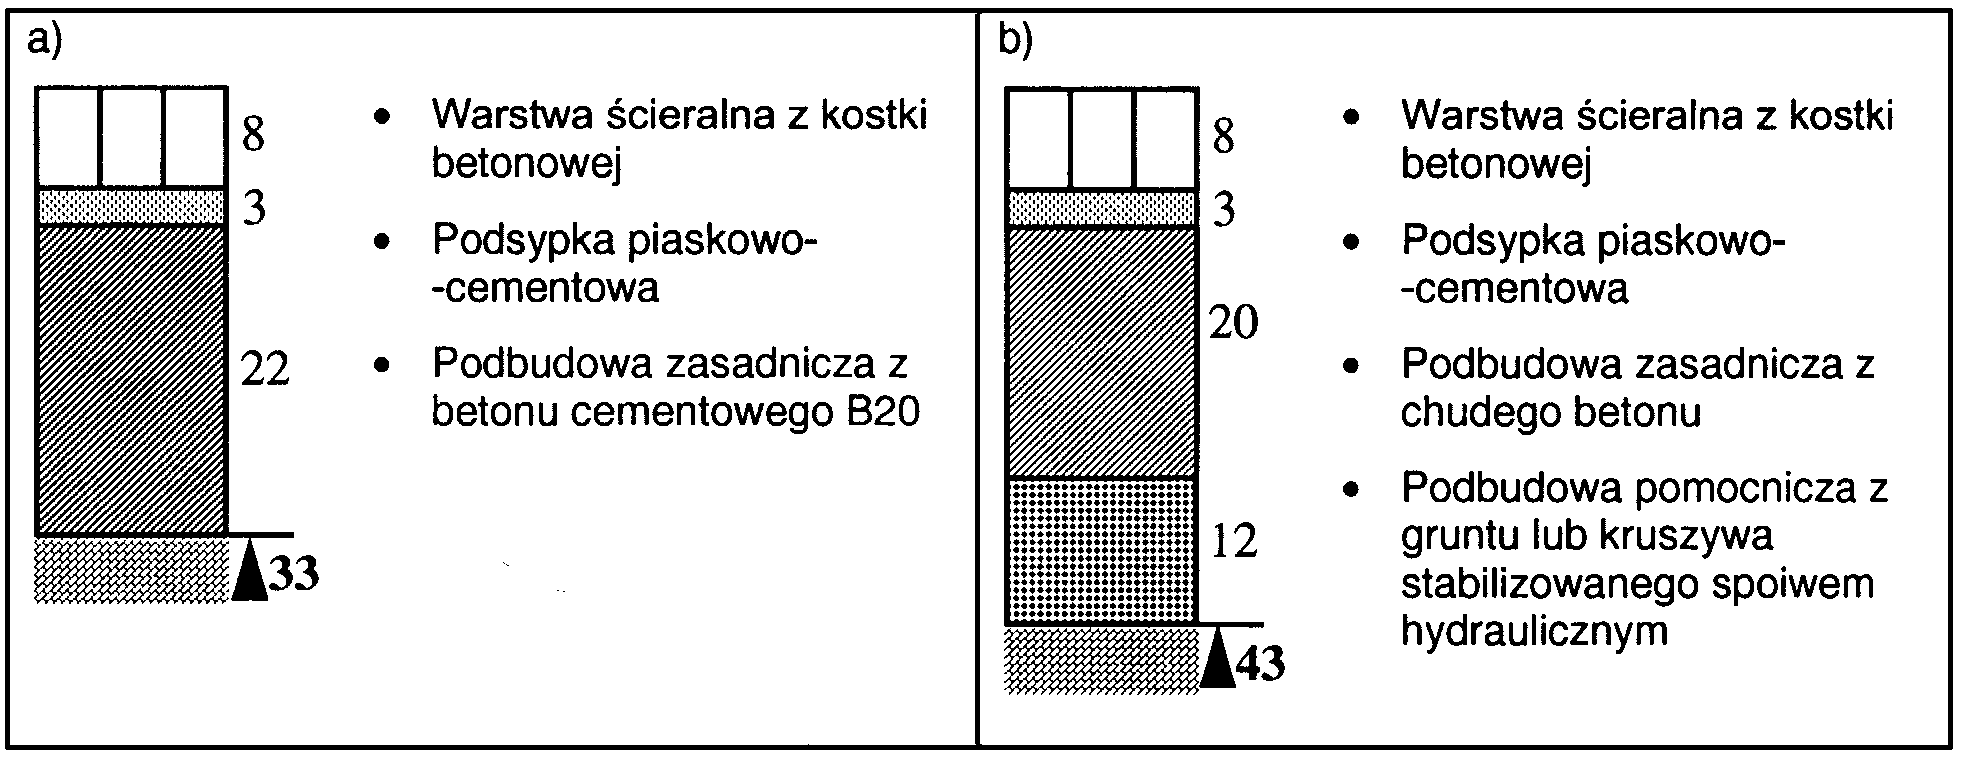 a)
8
3
22
33
• Warstwa ścieralna z kostki
betonowej
• Podsypka piaskowo-
-cementowa
• Podbudowa zasadnicza z
betonu cementowego B20
b)
8
3
20
12
43
• Warstwa ścieralna z kostki
betonowej
• Podsypka piaskowo-
-cementowa
• Podbudowa zasadnicza z
chudego betonu
• Podbudowa pomocnicza z
gruntu lub kruszywa
stabilizowanego spoiwem
hydraulicznym